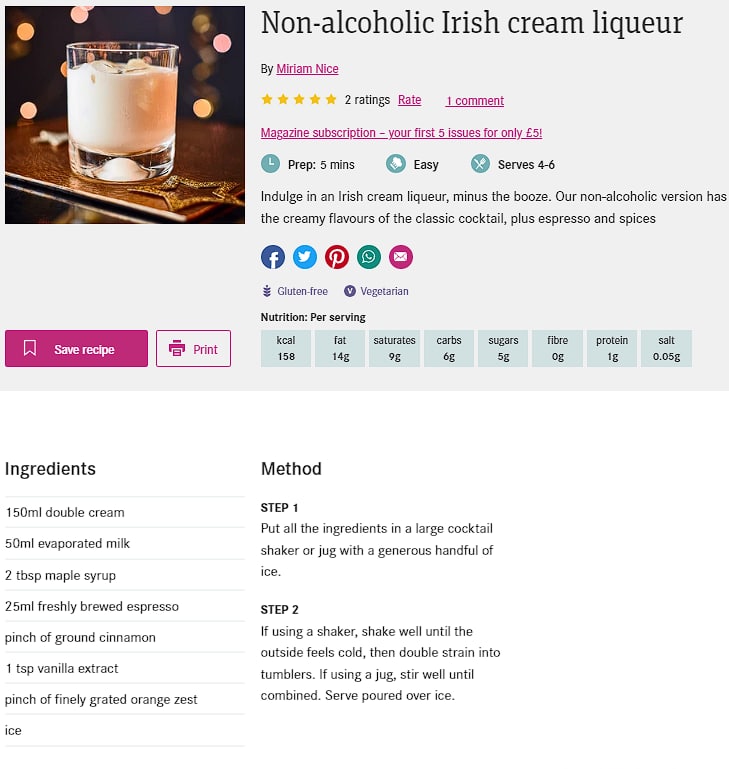 Non-alcoholic Irish cream liqueur
By Miriam Nice
2 ratings Rate 1 comment
Magazine subscription – your first 5 issues for only £5!
Prep: 5 mins Easy Serves 4-6
Indulge in an Irish cream liqueur, minus the booze. Our non-alcoholic version has
the creamy flavours of the classic cocktail, plus espresso and spices
Gluten-free V Vegetarian
Nutrition: Per serving
kcal fat saturates carbs sugars fibre protein salt
158 14g 9g 6g 5g 0g 1g 0.05g
Save recipe Print
Ingredients
150ml double cream
50ml evaporated milk
2 tbsp maple syrup
25ml freshly brewed espresso
pinch of ground cinnamon
1 tsp vanilla extract
pinch of finely grated orange zest
ice
Method
STEP 1
Put all the ingredients in a large cocktail
shaker or jug with a generous handful of
ice.
STEP 2
If using a shaker, shake well until the
outside feels cold, then double strain into
tumblers. If using a jug, stir well until
combined. Serve poured over ice.